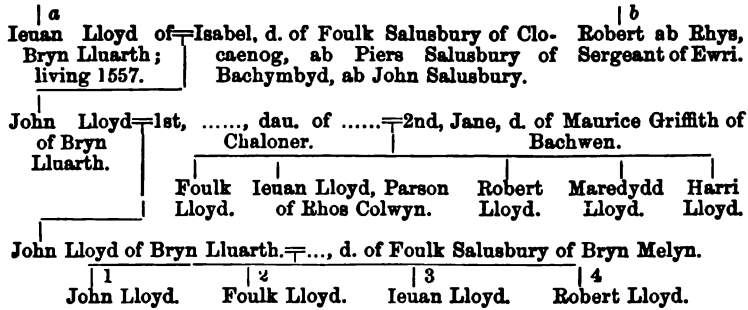 a b
Ieuan Lloyd of=Isabel, d. of Foulk Salusbury of Clo- Robert ab Rhys,
Bryn Lluarth; caenog, ab Piers Salusbury of Sergeant of Ewri.
living 1557. Bachymbyd, ab John Salusbury.
John Lloyd=1st, ......, dau. of ......=2nd, Jane, d. of Maurice Griffith of
of Bryn Chaloner. Bachwen.
Lluarth.
Foulk Ieuan Lloyd, Parson Robert Maredydd Harri
Lloyd. of Rhos Colwyn. Lloyd. Lloyd. Lloyd.
John Lloyd of Bryn Lluarth.=..., d. of Foulk Salusbury of Bryn Melyn.
1 2 3 4
John Lloyd. Foulk Lloyd. Ieuan Lloyd. Robert Lloyd.